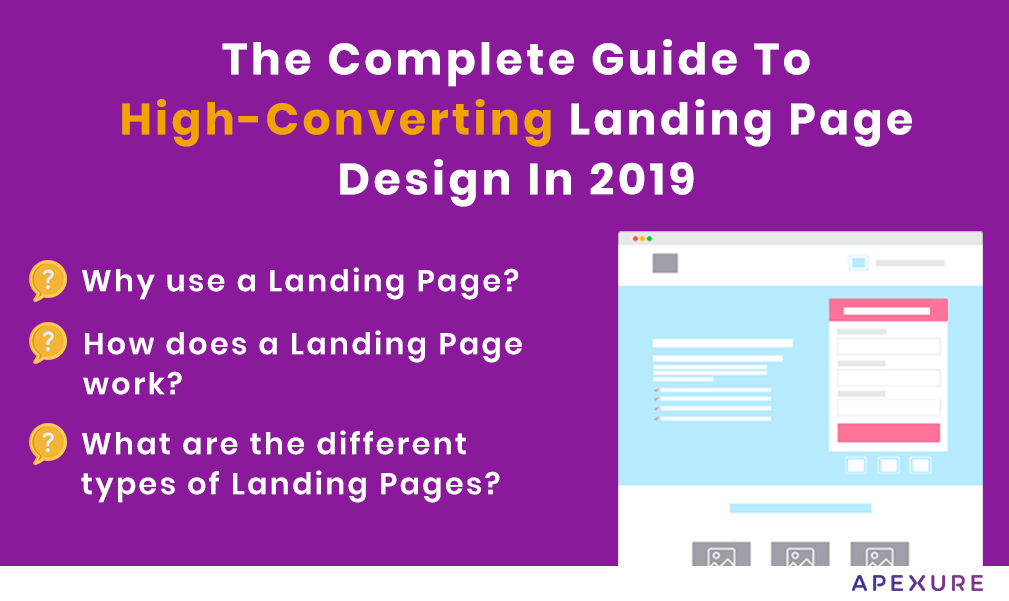 The Complete Guide To
High-Converting Landing Page
Design In 2019
? Why use a Landing Page?
? How does a Landing Page
work?
? What are the different
types of Landing Pages?
APEXURE